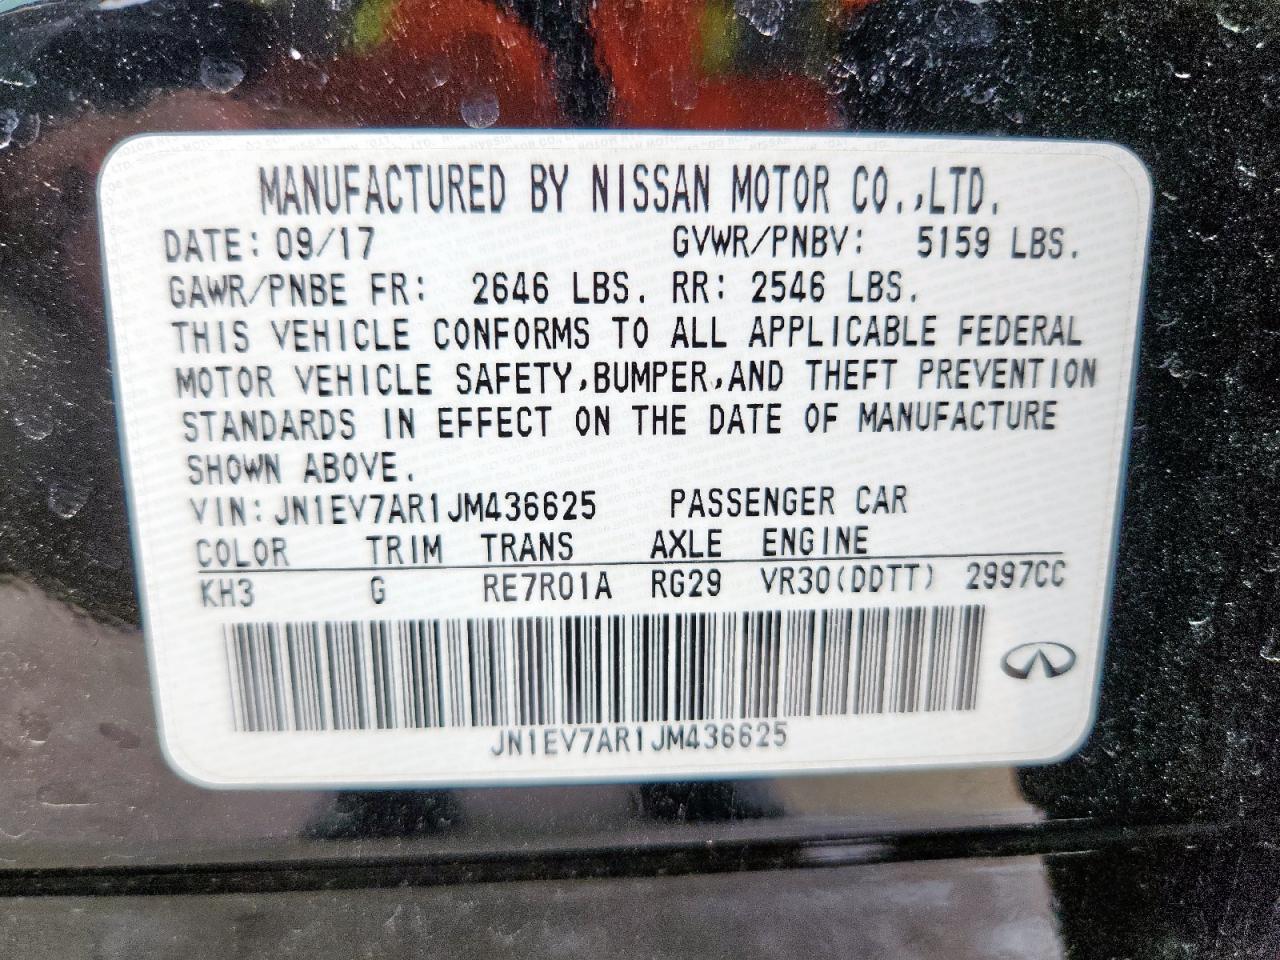 MANUFACTURED BY NISSAN MOTOR CO.,LTD.
DATE: 09/17 GVWR/PNBV: 5159 LBS.
GAWR/PNBE FR: 2646 LBS. RR: 2546 LBS.
THIS VEHICLE CONFORMS TO ALL APPLICABLE FEDERAL
MOTOR VEHICLE SAFETY,BUMPER,AND THEFT PREVENTION
STANDARDS IN EFFECT ON THE DATE OF MANUFACTURE
SHOWN ABOVE.
VIN: JN1EV7AR1JM436625 PASSENGER CAR
COLOR TRIM TRANS AXLE ENGINE
KH3 G RE7R01A RG29 VR30(DDTT) 2997CC
JN1EV7AR1JM436625